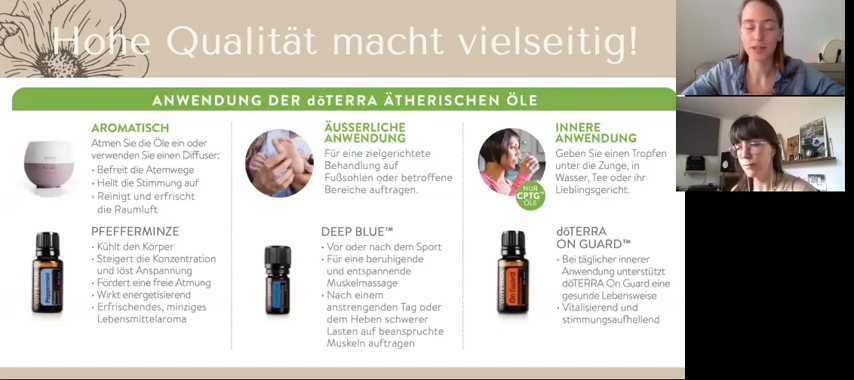 Hohe Qualität macht vielseitig!
ANWENDUNG DER dōTERRA ÄTHERISCHEN ÖLE
AROMATISCH
Atmen Sie die Öle ein oder
verwenden Sie einen Diffuser:
• Befreit die Atemwege
• Hellt die Stimmung auf
• Reinigt und erfrischt
die Raumluft
PFEFFERMINZE
• Kühlt den Körper
• Steigert die Konzentration
und löst Anspannung
• Fördert eine freie Atmung
• Wirkt energetisierend
• Erfrischendes, minziges
Lebensmittelaroma
Peppermint
ÄUSSERLICHE
ANWENDUNG
Für eine zielgerichtete
Behandlung auf
Fußsohlen oder betroffene
Bereiche auftragen.
DEEP BLUE™
• Vor oder nach dem Sport
• Für eine beruhigende
und entspannende
Muskelmassage
• Nach einem
anstrengenden Tag oder
dem Heben schwerer
Lasten auf beanspruchte
Muskeln auftragen
INNERE
ANWENDUNG
Geben Sie einen Tropfen
unter die Zunge, in
Wasser, Tee oder ihr
Lieblingsgericht.
NUR
CPTG™
ÖLE
dōTERRA
ON GUARD™
• Bei täglicher innerer
Anwendung unterstützt
dōTERRA On Guard eine
gesunde Lebensweise
• Vitalisierend und
stimmungsaufhellend
On Guard